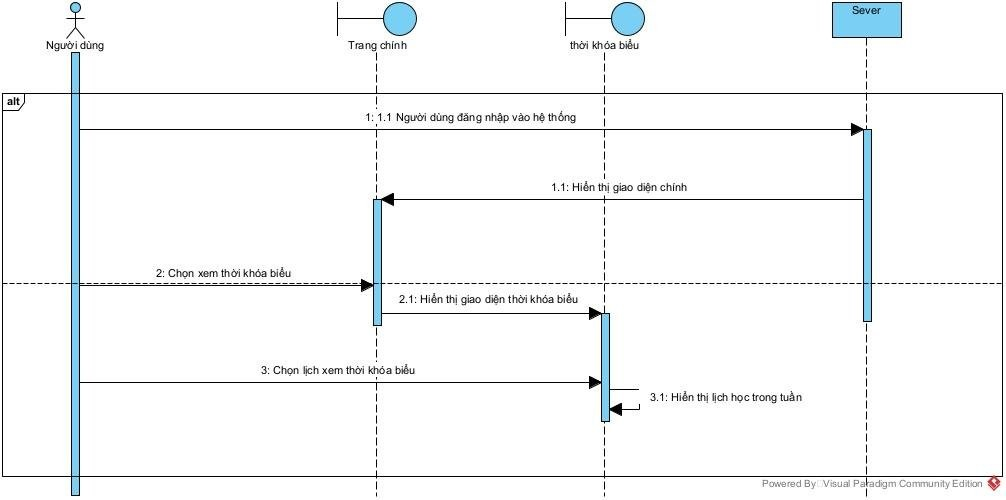 Sever
Người dùng
Trang chính
thời khóa biểu
alt
1: 1.1 Người dùng đăng nhập vào hệ thống
1.1: Hiển thị giao diện chính
2: Chọn xem thời khóa biểu
2.1: Hiển thị giao diện thời khóa biểu
3: Chọn lịch xem thời khóa biểu
3.1: Hiển thị lịch học trong tuần
Powered By: Visual Paradigm Community Edition